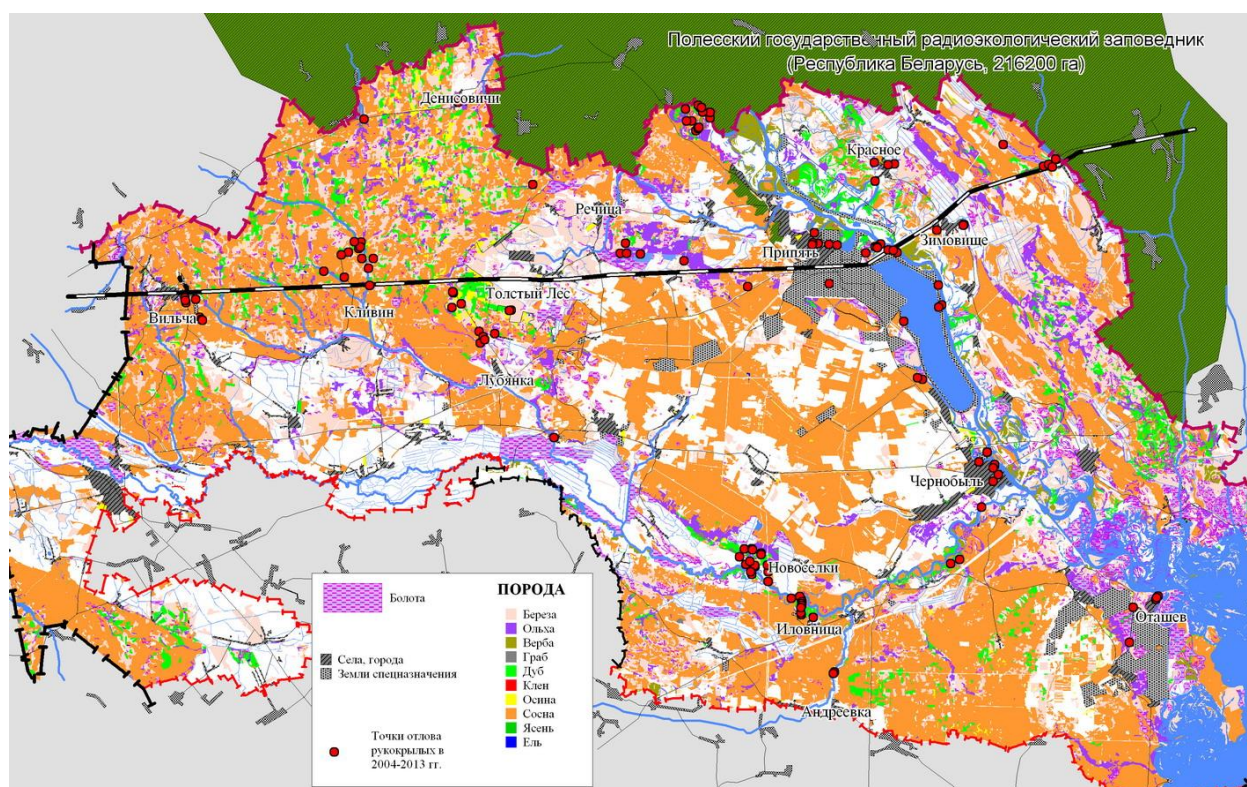 Полесский государственный радиоэкологический заповедник
(Республика Беларусь, 216200 га)
Денисовичи
Красное
Речица
Зимовище
Припять
Толстый Лес
Вильча
Кливин
Лубянка
Чернобыль
Новоселки
Иловница
Оташев
Андреевка
ПОРОДА
Болота
Береза
Ольха
Верба
Граб
Дуб
Клен
Осина
Сосна
Ясень
Ель
Села, города
Земли спецназначения
Точки отлова
рукокрылых в
2004-2013 гг.